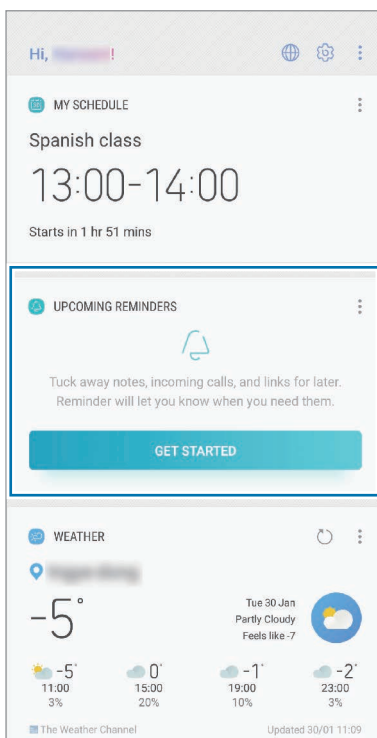 Hi, !
MY SCHEDULE
Spanish class
13:00-14:00
Starts in 1 hr 51 mins
UPCOMING REMINDERS
Tuck away notes, incoming calls, and links for later.
Reminder will let you know when you need them.
GET STARTED
WEATHER
-5°
Tue 30 Jan
Partly Cloudy
Feels like -7
-5° 0° -1° -2°
11:00 15:00 19:00 23:00
3% 20% 10% 3%
The Weather Channel Updated 30/01 11:09